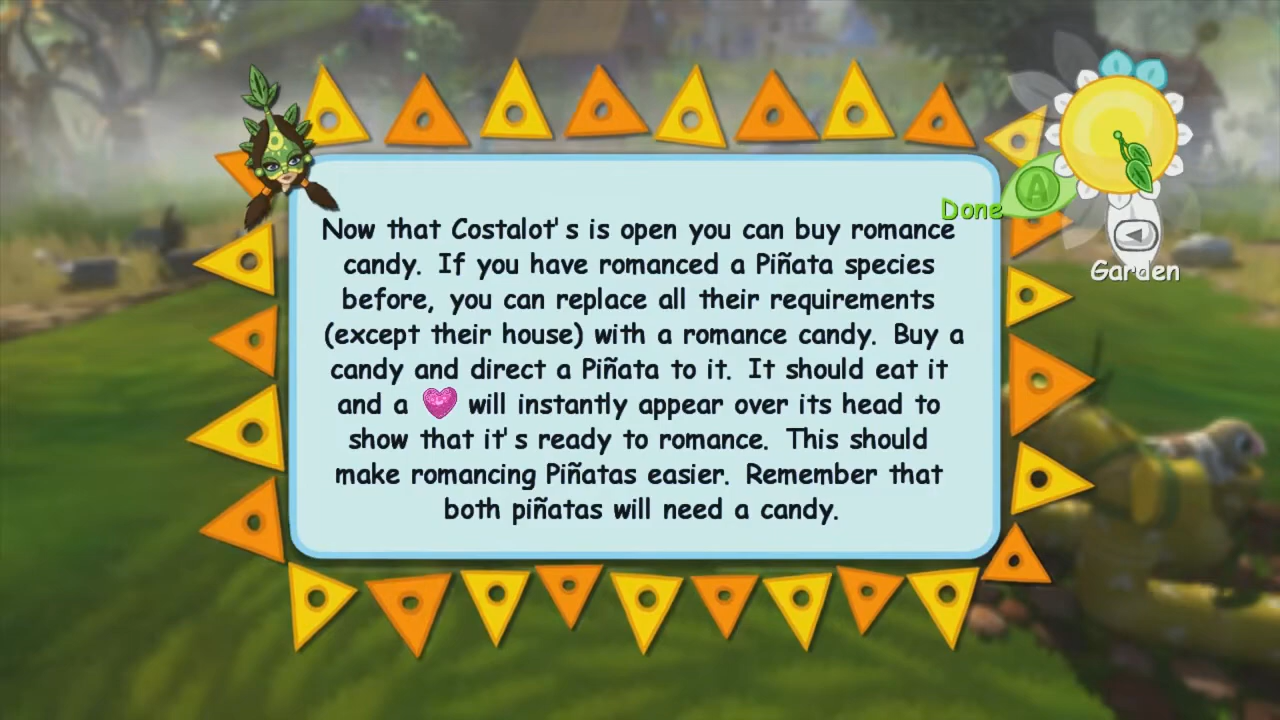 Now that Costalot's is open you can buy romance
candy. If you have romanced a Piñata species
before, you can replace all their requirements
(except their house) with a romance candy. Buy a
candy and direct a Piñata to it. It should eat it
and a will instantly appear over its head to
show that it's ready to romance. This should
make romancing Piñatas easier. Remember that
both piñatas will need a candy.
Done
A
Garden